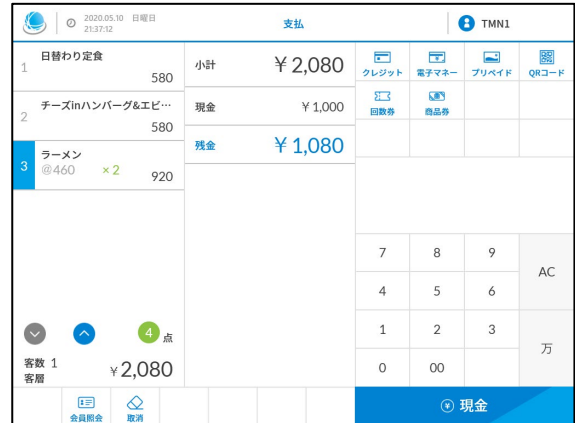 2020.05.10 日曜日
21:37:12
支払
TMN1
1 日替わり定食
580
2 チーズinハンバーグ&エビ…
580
3 ラーメン
@460 ×2 920
小計 ￥2,080
現金 ￥1,000
残金 ￥1,080
クレジット 電子マネー プリペイド QRコード
回数券 商品券
7 8 9 AC
4 5 6
1 2 3 万
0 00
4 点
客数 1
客層
￥2,080
会員照会 取消
現金